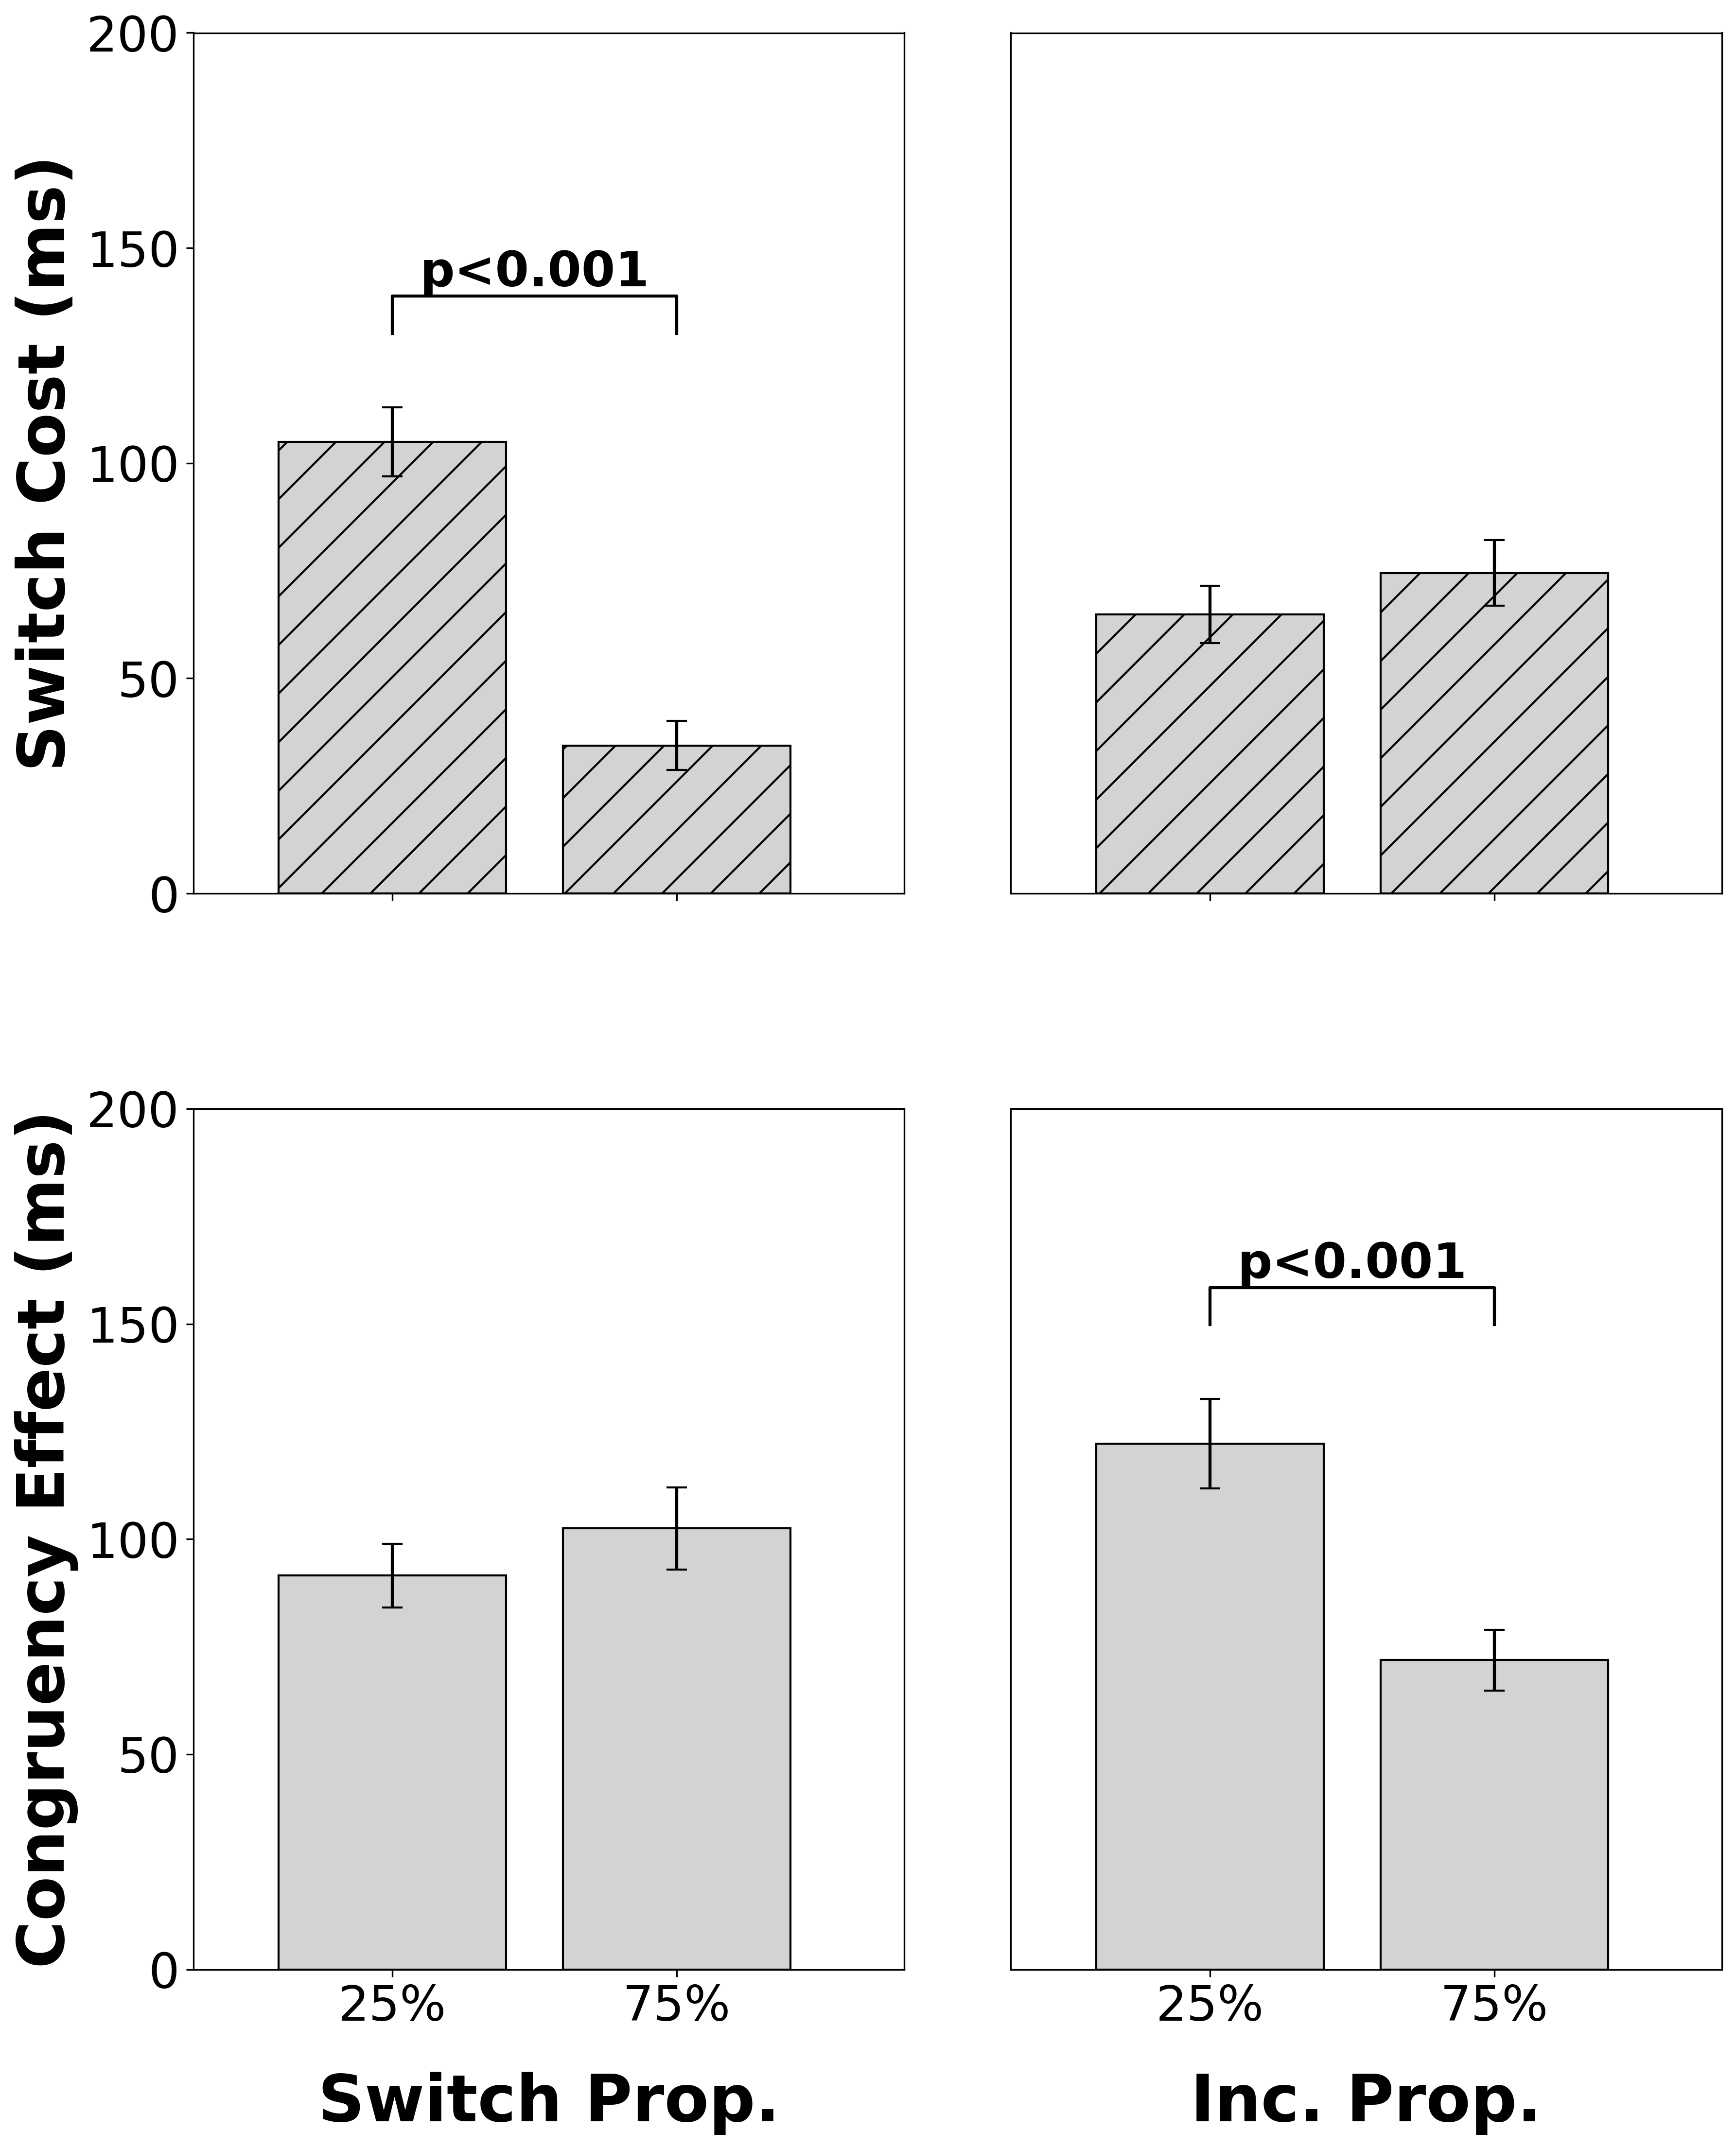 Switch Cost (ms)
200
150
100
50
0
p<0.001
Congruency Effect (ms)
200
150
100
50
0
p<0.001
25%
75%
25%
75%
Switch Prop.
Inc. Prop.